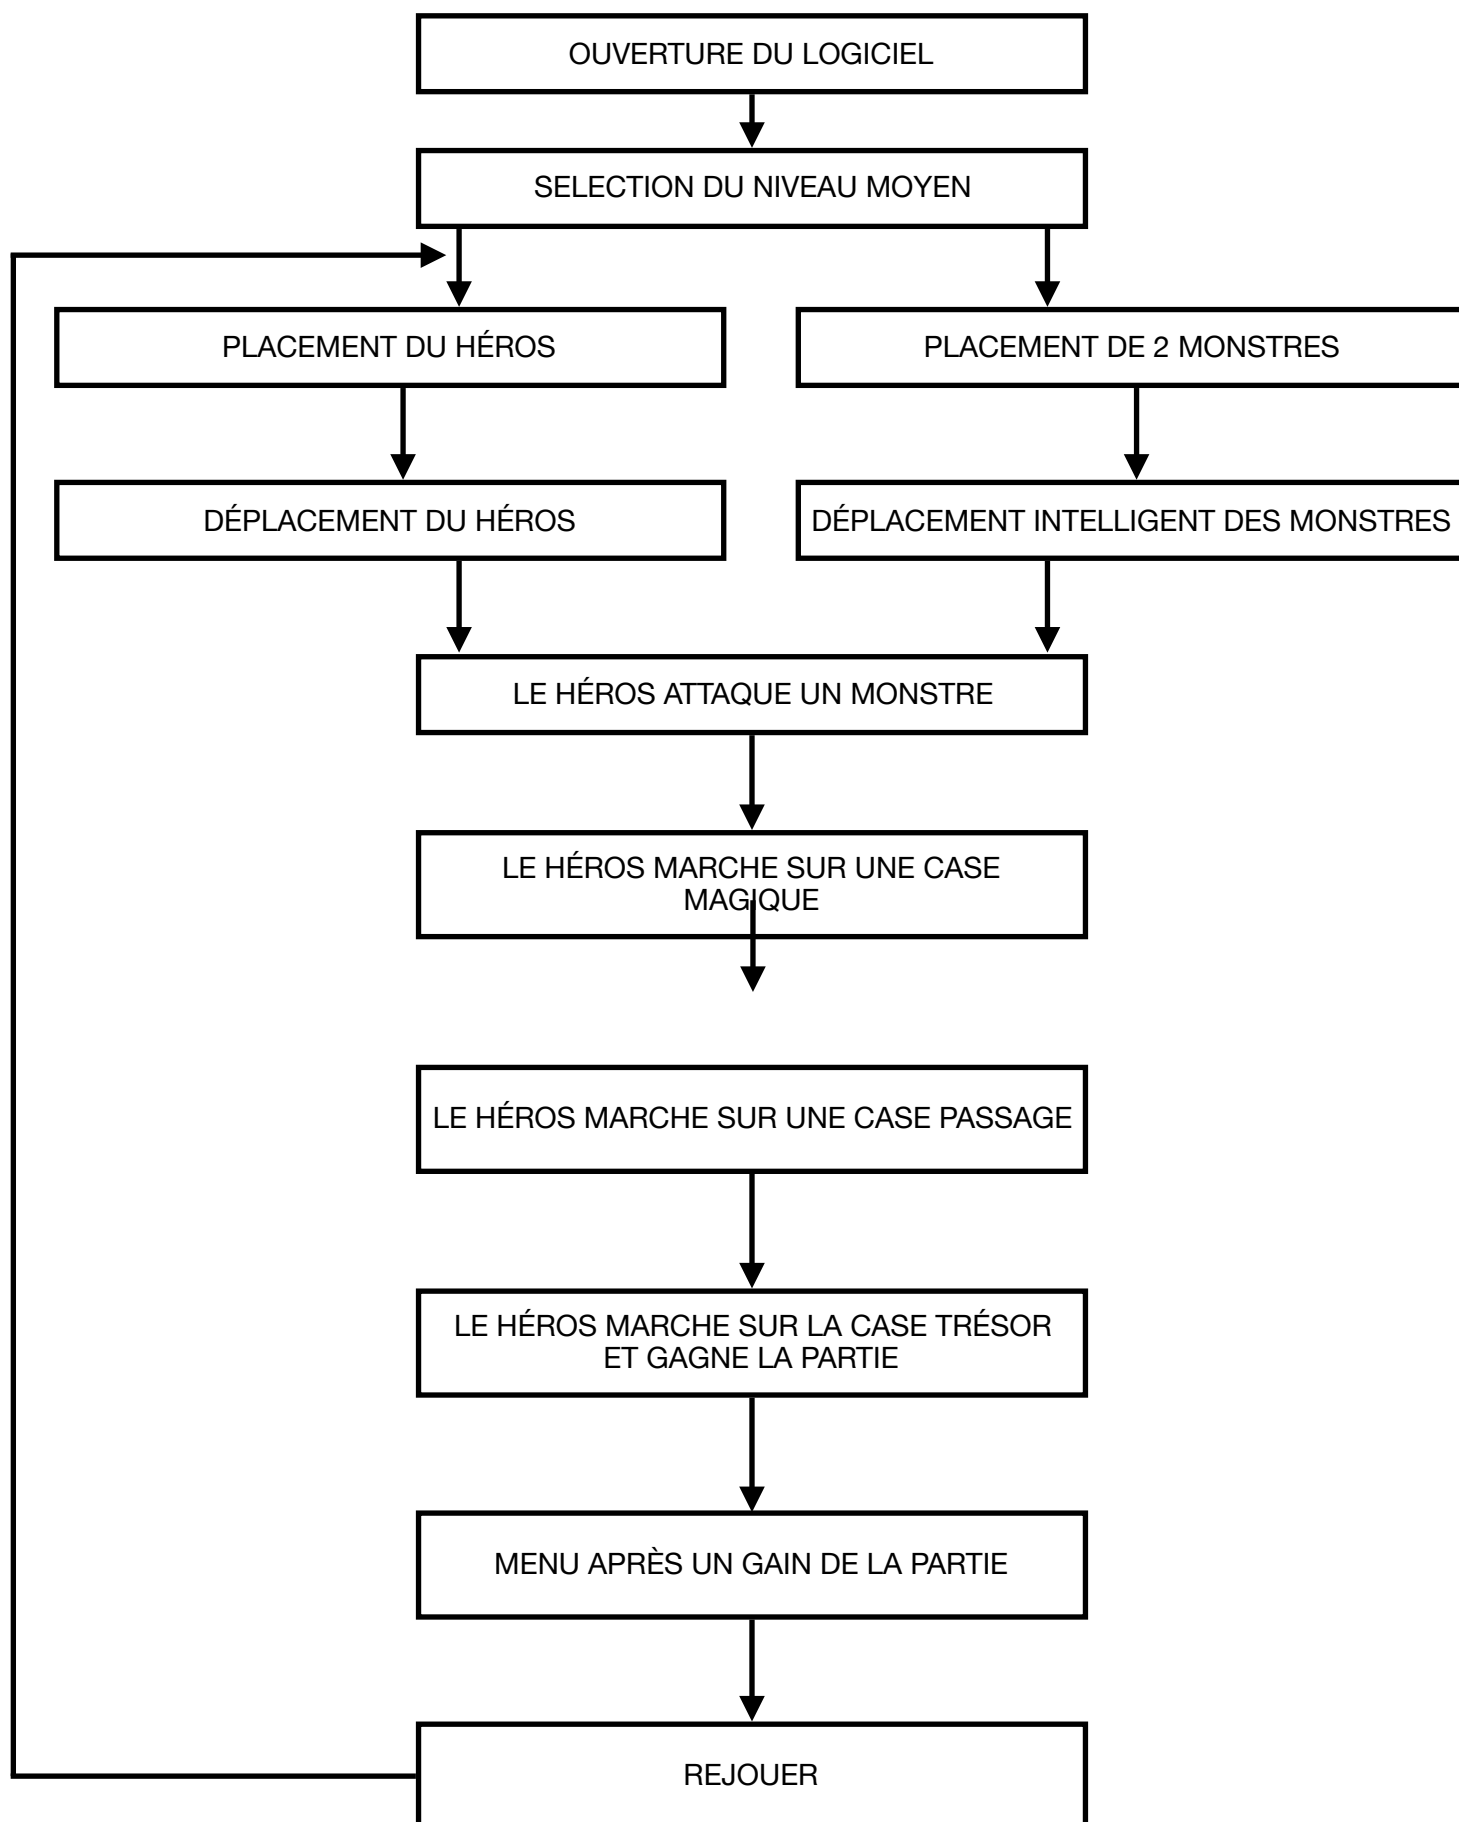 OUVERTURE DU LOGICIEL
SELECTION DU NIVEAU MOYEN
PLACEMENT DU HÉROS
PLACEMENT DE 2 MONSTRES
DÉPLACEMENT DU HÉROS
DÉPLACEMENT INTELLIGENT DES MONSTRES
LE HÉROS ATTAQUE UN MONSTRE
LE HÉROS MARCHE SUR UNE CASE
MAGIQUE
LE HÉROS MARCHE SUR UNE CASE PASSAGE
LE HÉROS MARCHE SUR LA CASE TRÉSOR
ET GAGNE LA PARTIE
MENU APRÈS UN GAIN DE LA PARTIE
REJOUER